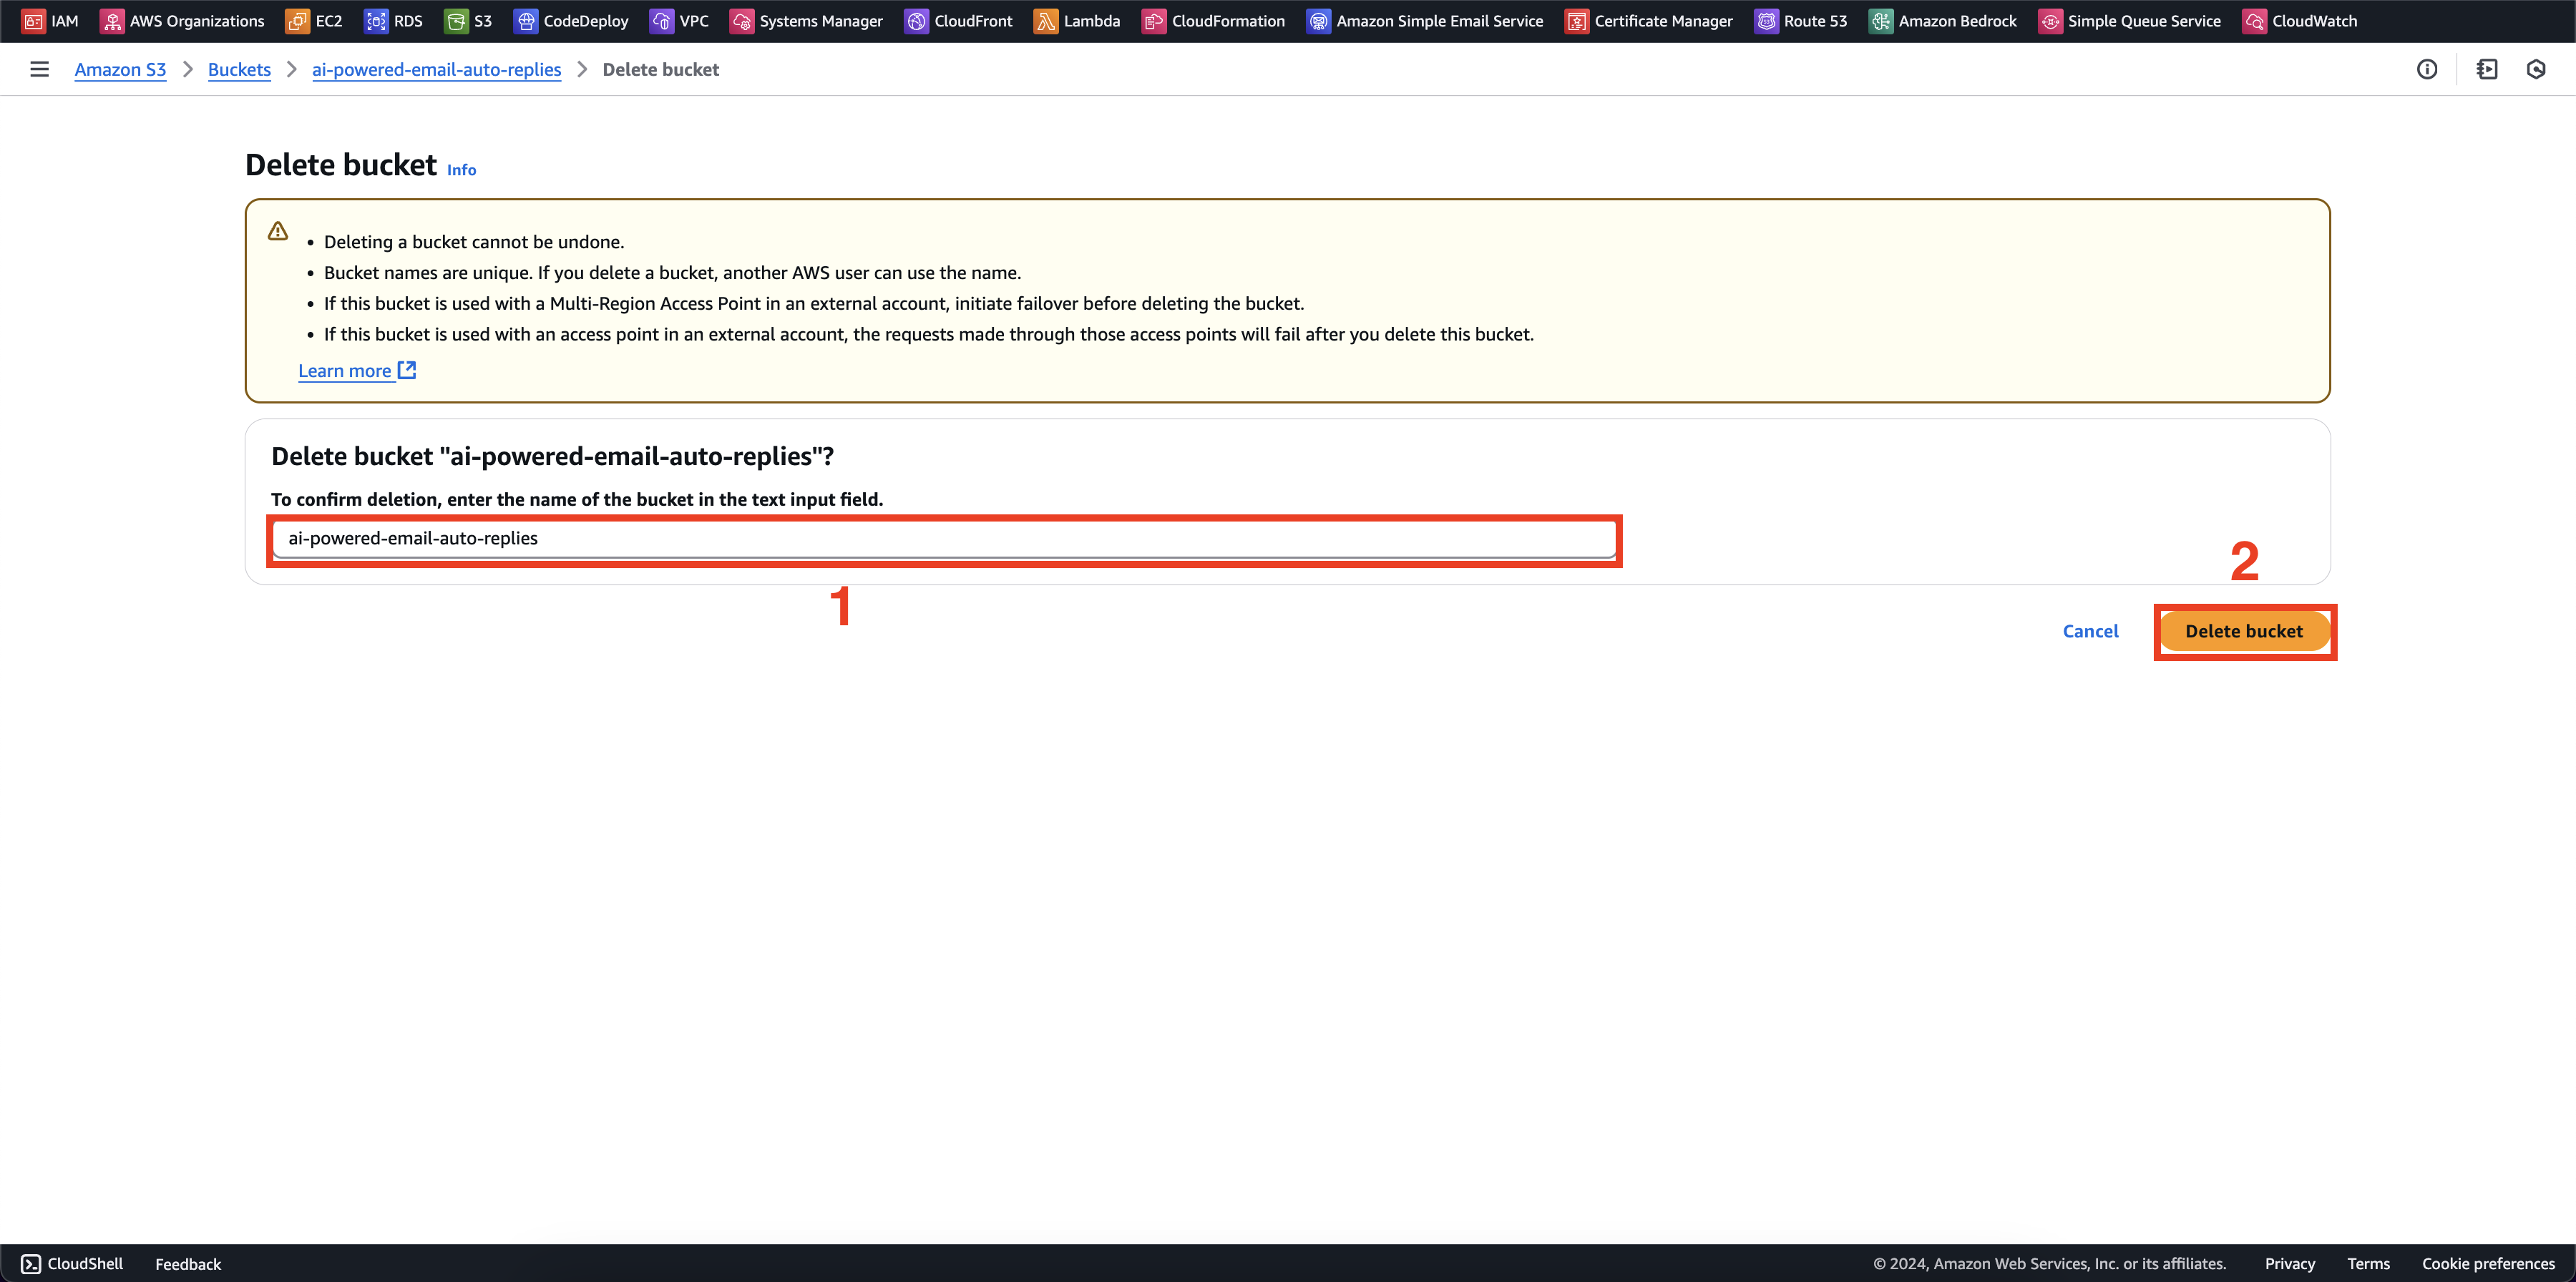 IAM AWS Organizations EC2 RDS S3 CodeDeploy VPC Systems Manager CloudFront Lambda CloudFormation Amazon Simple Email Service Certificate Manager Route 53 Amazon Bedrock Simple Queue Service CloudWatch
Amazon S3 > Buckets > ai-powered-email-auto-replies > Delete bucket
Delete bucket Info
• Deleting a bucket cannot be undone.
• Bucket names are unique. If you delete a bucket, another AWS user can use the name.
• If this bucket is used with a Multi-Region Access Point in an external account, initiate failover before deleting the bucket.
• If this bucket is used with an access point in an external account, the requests made through those access points will fail after you delete this bucket.
Learn more
Delete bucket "ai-powered-email-auto-replies"?
To confirm deletion, enter the name of the bucket in the text input field.
ai-powered-email-auto-replies
1
2
Cancel Delete bucket
CloudShell Feedback © 2024, Amazon Web Services, Inc. or its affiliates. Privacy Terms Cookie preferences